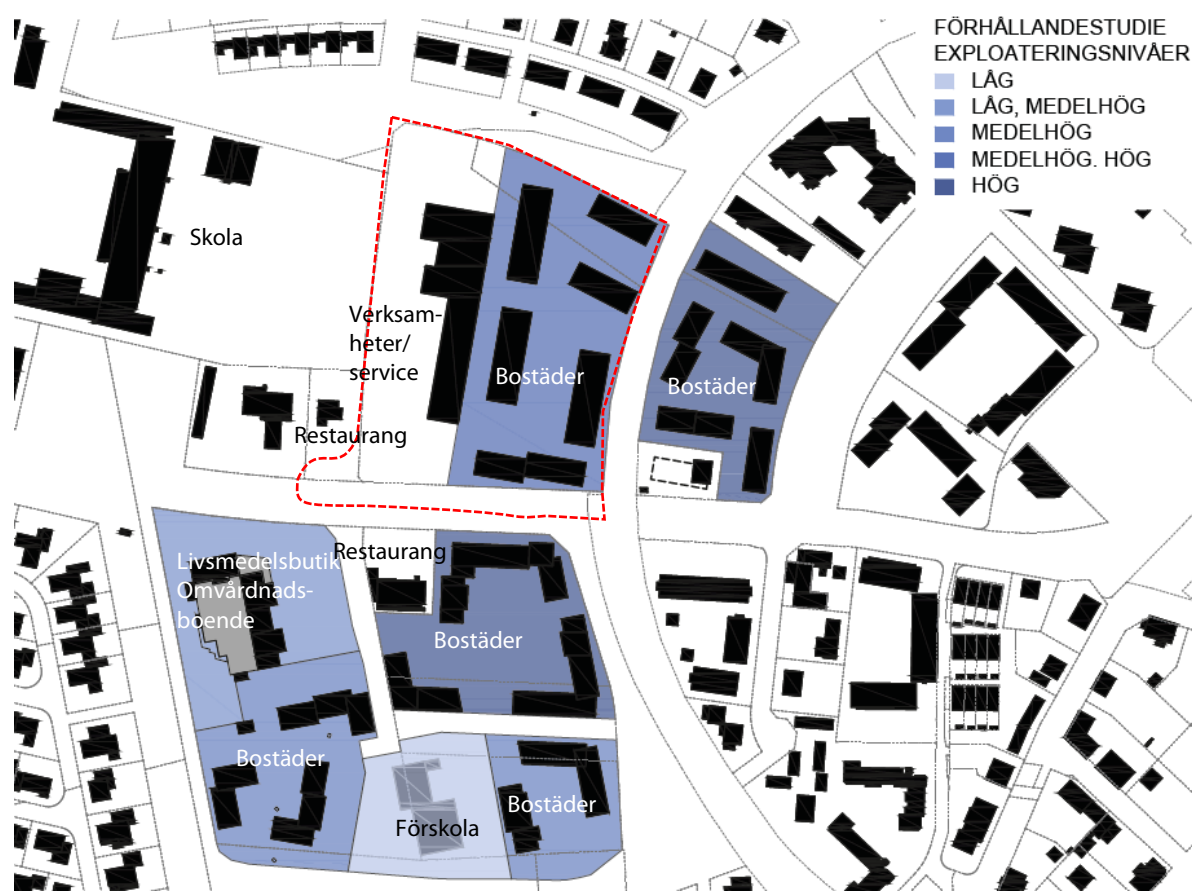 FÖRHÅLLANDESTUDIE
EXPLOATERINGSNIVÅER
LÅG
LÅG, MEDELHÖG
MEDELHÖG
MEDELHÖG. HÖG
HÖG
Skola
Verksam-
heter/
service
Bostäder
Bostäder
Restaurang
Livsmedelsbutik
Omvårdnads-
boende
Restaurang
Bostäder
Bostäder
Förskola
Bostäder